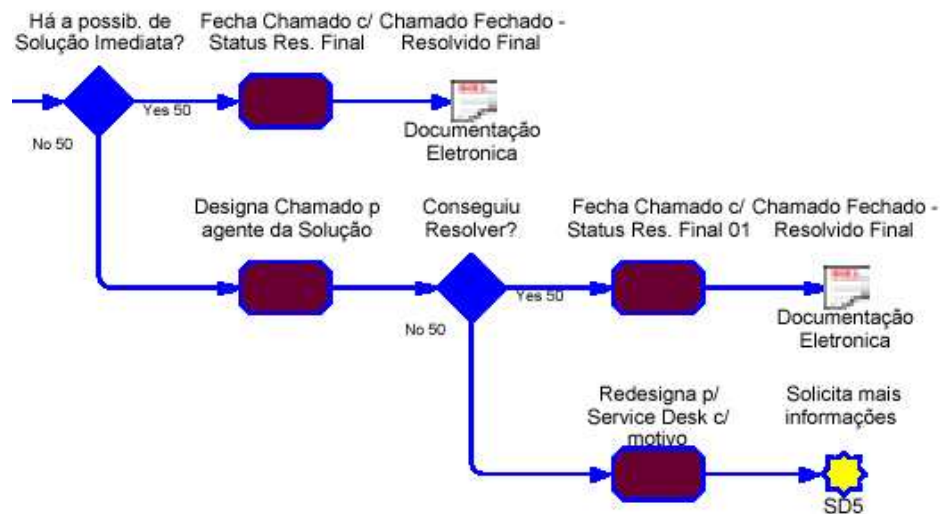 Há a possib. de
Solução Imediata?
Fecha Chamado c/
Status Res. Final
Chamado Fechado -
Resolvido Final
Yes 50
No 50
Documentação
Eletronica
Designa Chamado p
agente da Solução
Conseguiu
Resolver?
Fecha Chamado c/
Status Res. Final 01
Chamado Fechado -
Resolvido Final
Yes 50
No 50
Documentação
Eletronica
Redesigna p/
Service Desk c/
motivo
Solicita mais
informações
SD5